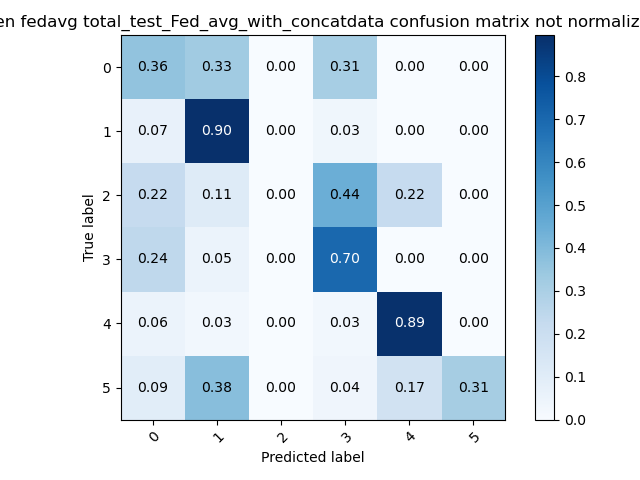 en fedavg total_test_Fed_avg_with_concatdata confusion matrix not normaliz
0 0.36 0.33 0.00 0.31 0.00 0.00
1 0.07 0.90 0.00 0.03 0.00 0.00
2 0.22 0.11 0.00 0.44 0.22 0.00
3 0.24 0.05 0.00 0.70 0.00 0.00
4 0.06 0.03 0.00 0.03 0.89 0.00
5 0.09 0.38 0.00 0.04 0.17 0.31
0 1 2 3 4 5
True label
Predicted label
0.8
0.7
0.6
0.5
0.4
0.3
0.2
0.1
0.0